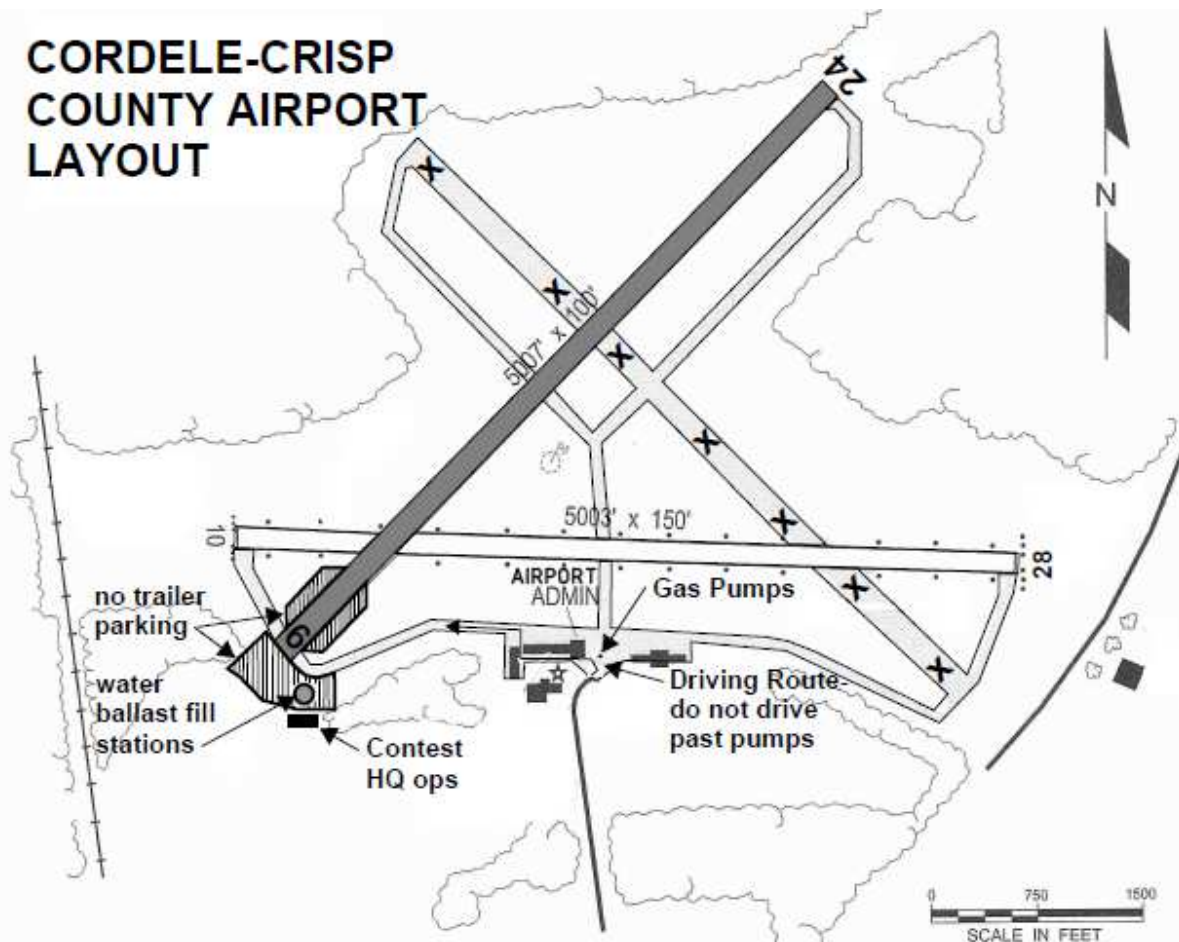 CORDELE-CRISP
COUNTY AIRPORT
LAYOUT
24
X
X
N
5007' x 100'
X
X
10
5003' x 150'
X
28
AIRPORT
ADMIN
Gas Pumps
X
no trailer
parking
6
X
water
ballast fill
stations
Driving Route-
do not drive
past pumps
Contest
HQ ops
0 750 1500
SCALE IN FEET